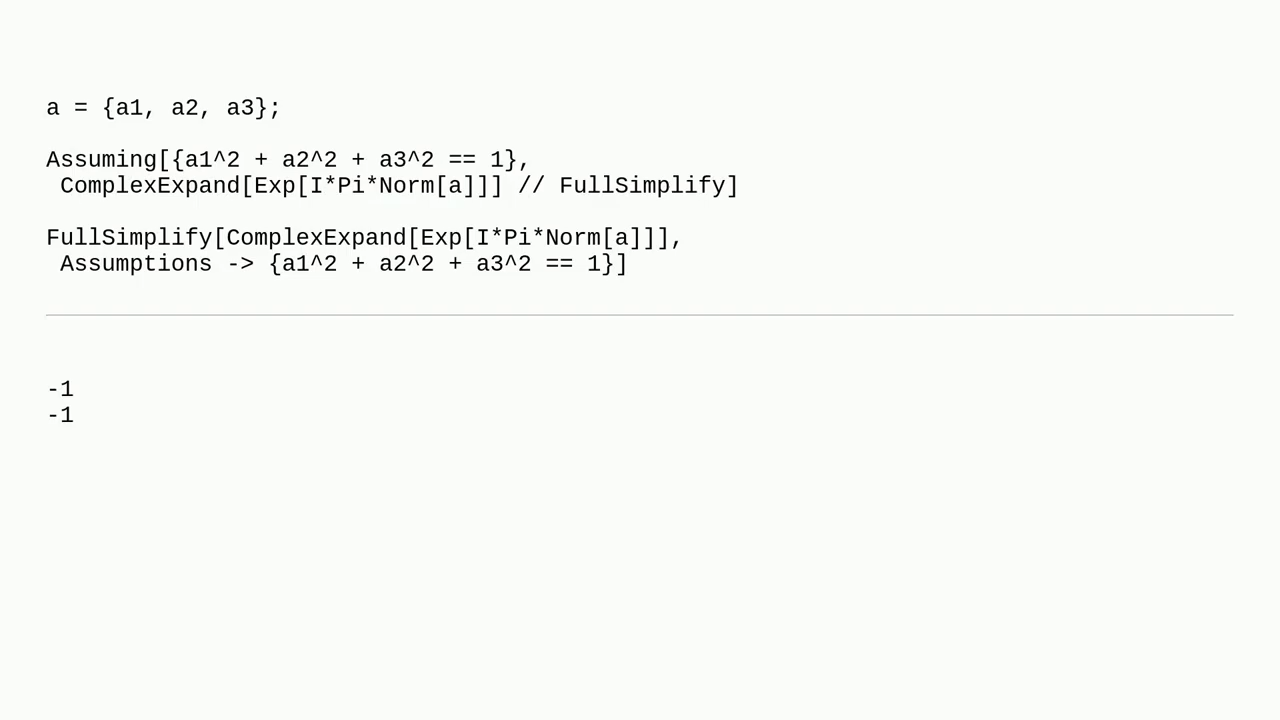 a = {a1, a2, a3};
Assuming[{a1^2 + a2^2 + a3^2 == 1},
ComplexExpand[Exp[I*Pi*Norm[a]]] // FullSimplify]
FullSimplify[ComplexExpand[Exp[I*Pi*Norm[a]]],
Assumptions -> {a1^2 + a2^2 + a3^2 == 1}]
-1
-1